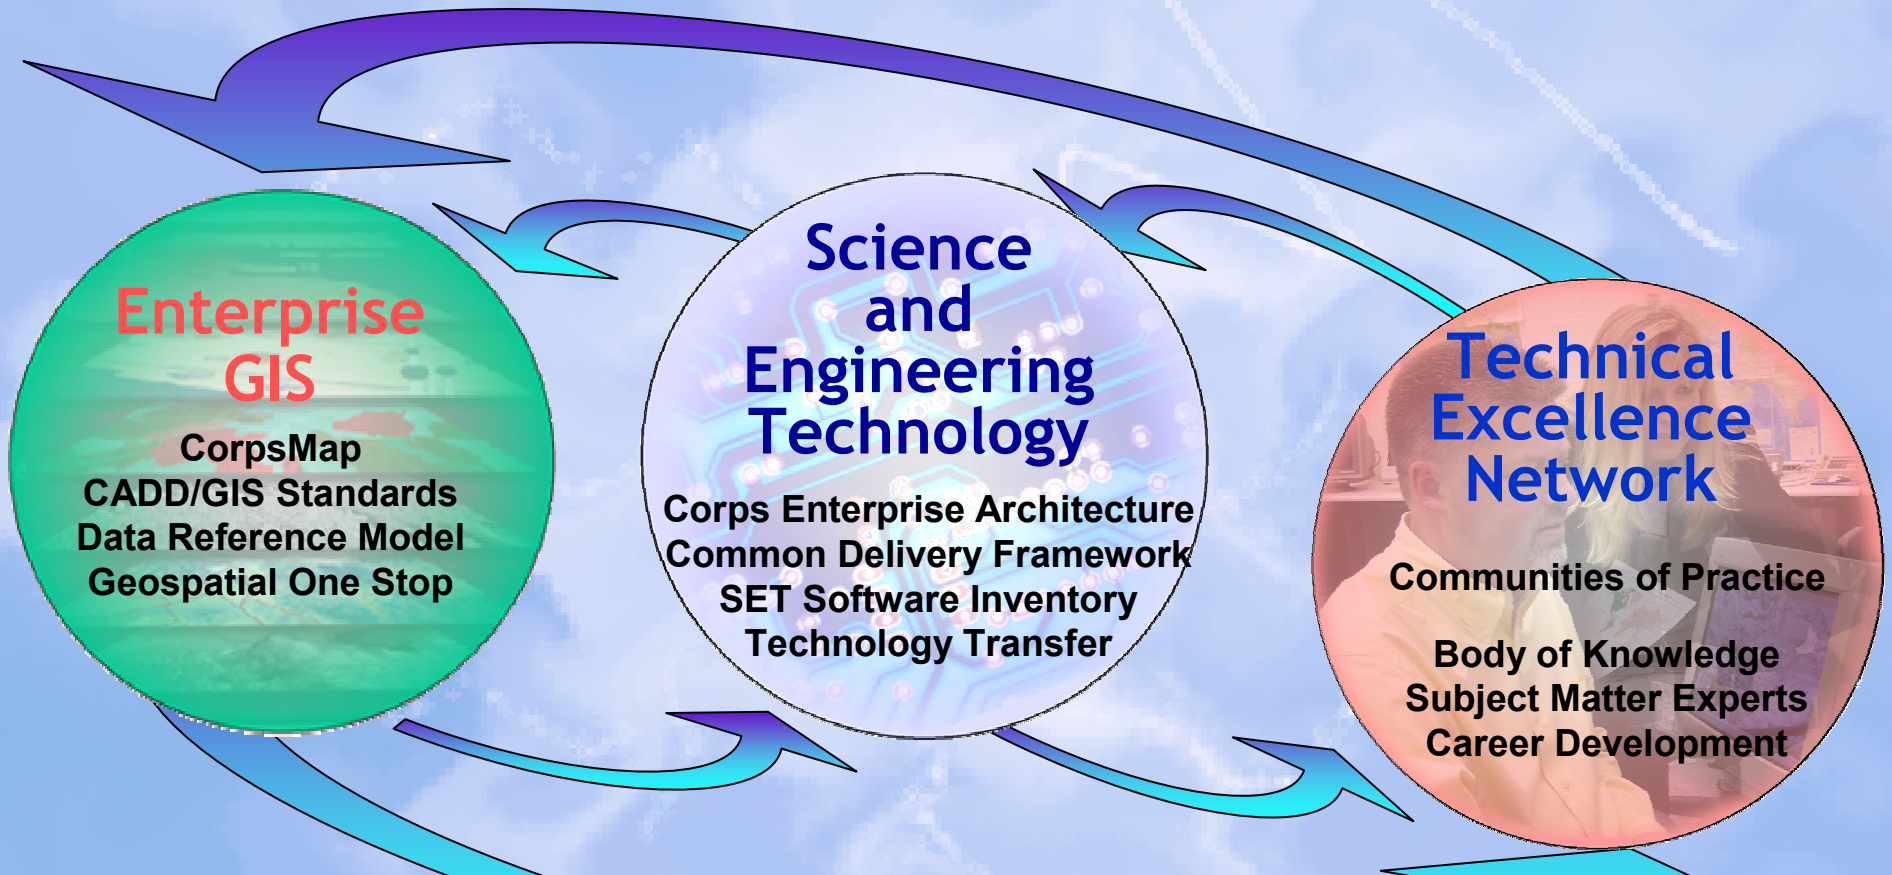 Enterprise
GIS
CorpsMap
CADD/GIS Standards
Data Reference Model
Geospatial One Stop
Science
and
Engineering
Technology
Corps Enterprise Architecture
Common Delivery Framework
SET Software Inventory
Technology Transfer
Technical
Excellence
Network
Communities of Practice
Body of Knowledge
Subject Matter Experts
Career Development